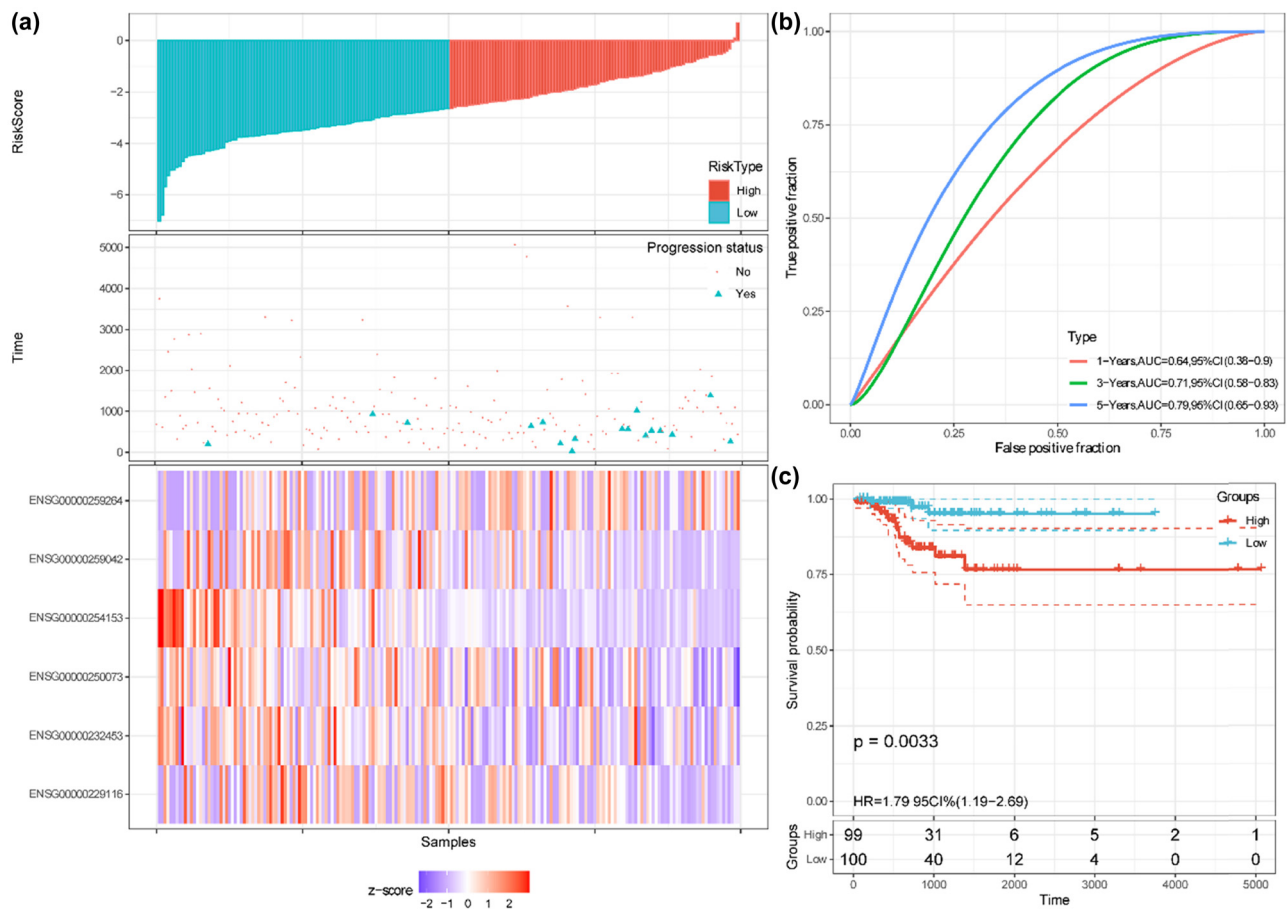 (a)
RiskScore
0
−2
−4
−6
RiskType
High
Low
Time
5000
4000
3000
2000
1000
0
Progression status
No
Yes
ENSG00000259264
ENSG00000259042
ENSG00000254153
ENSG00000250073
ENSG00000232453
ENSG00000229116
Samples
z-score
−2 −1 0 1 2
(b)
True positive fraction
1.00
0.75
0.50
0.25
0.00
Type
1−Years,AUC=0.64,95%CI(0.38−0.9)
3−Years,AUC=0.71,95%CI(0.58−0.83)
5−Years,AUC=0.79,95%CI(0.65−0.93)
0.00 0.25 0.50 0.75 1.00
False positive fraction
(c)
Survival probability
1.00
0.75
0.50
0.25
0.00
Groups
High
Low
p = 0.0033
HR=1.79 95CI%(1.19−2.69)
Groups
High 99 31 6 5 2 1
Low 100 40 12 4 0 0
0 1000 2000 3000 4000 5000
Time